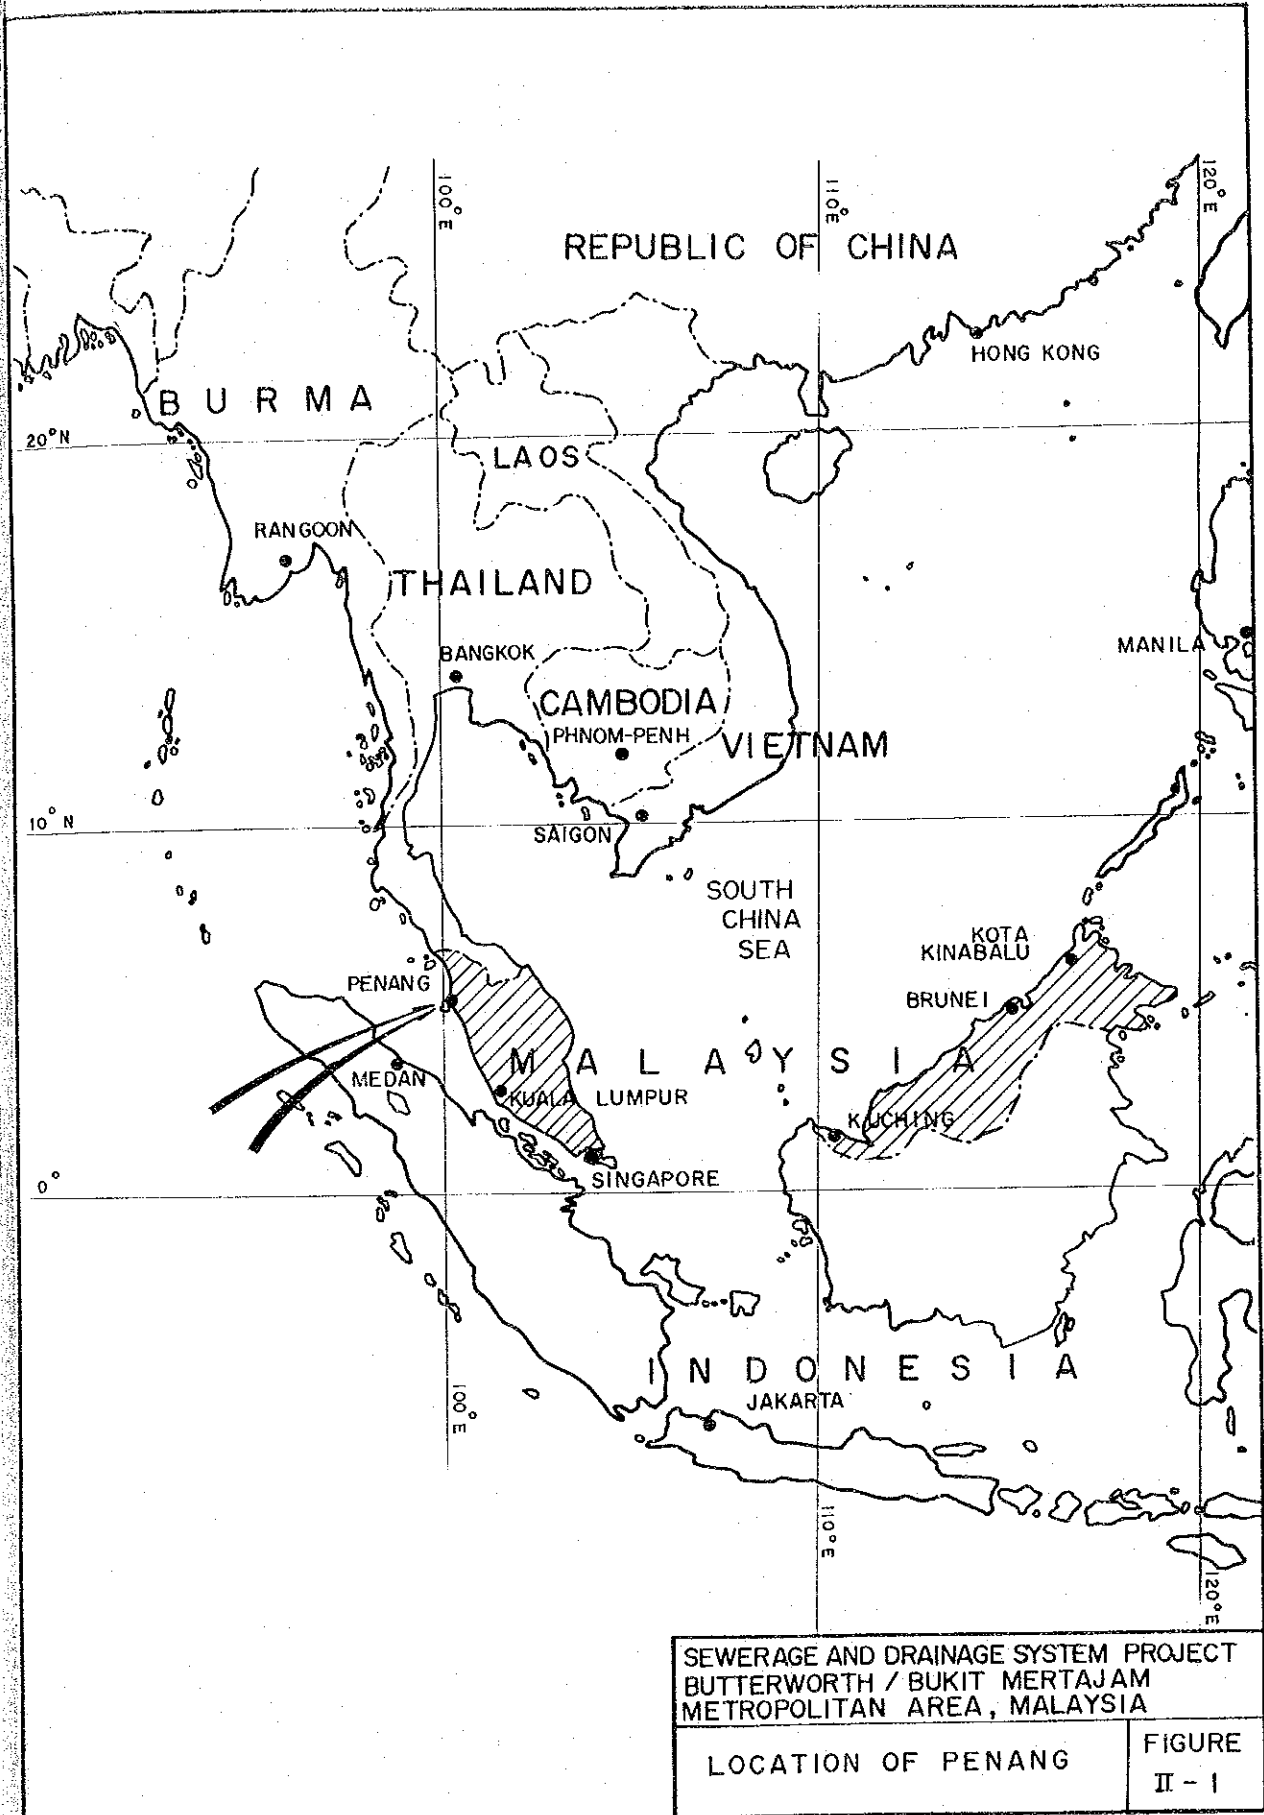 100°E
110°E
120°E
REPUBLIC OF CHINA
HONG KONG
BURMA
20°N
LAOS
RANGOON
THAILAND
MANILA
BANGKOK
CAMBODIA
PHNOM-PENH
VIETNAM
10°N
SAIGON
SOUTH
CHINA
SEA
KOTA
KINABALU
PENANG
BRUNEI
MALAYSIA
MEDAN
KUALA LUMPUR
KUCHING
SINGAPORE
0°
INDONESIA
JAKARTA
100°E
110°E
120°E
SEWERAGE AND DRAINAGE SYSTEM PROJECT
BUTTERWORTH / BUKIT MERTAJAM
METROPOLITAN AREA, MALAYSIA
LOCATION OF PENANG
FIGURE
II - 1